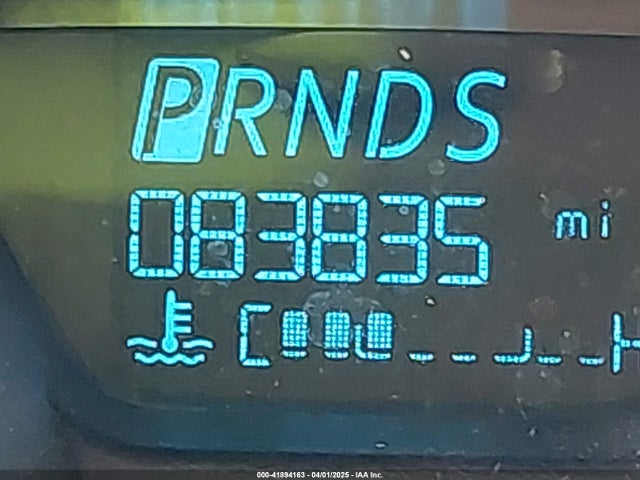 PRNDS
083835 mi
C H
000-41894163 - 04/01/2025 - IAA Inc.